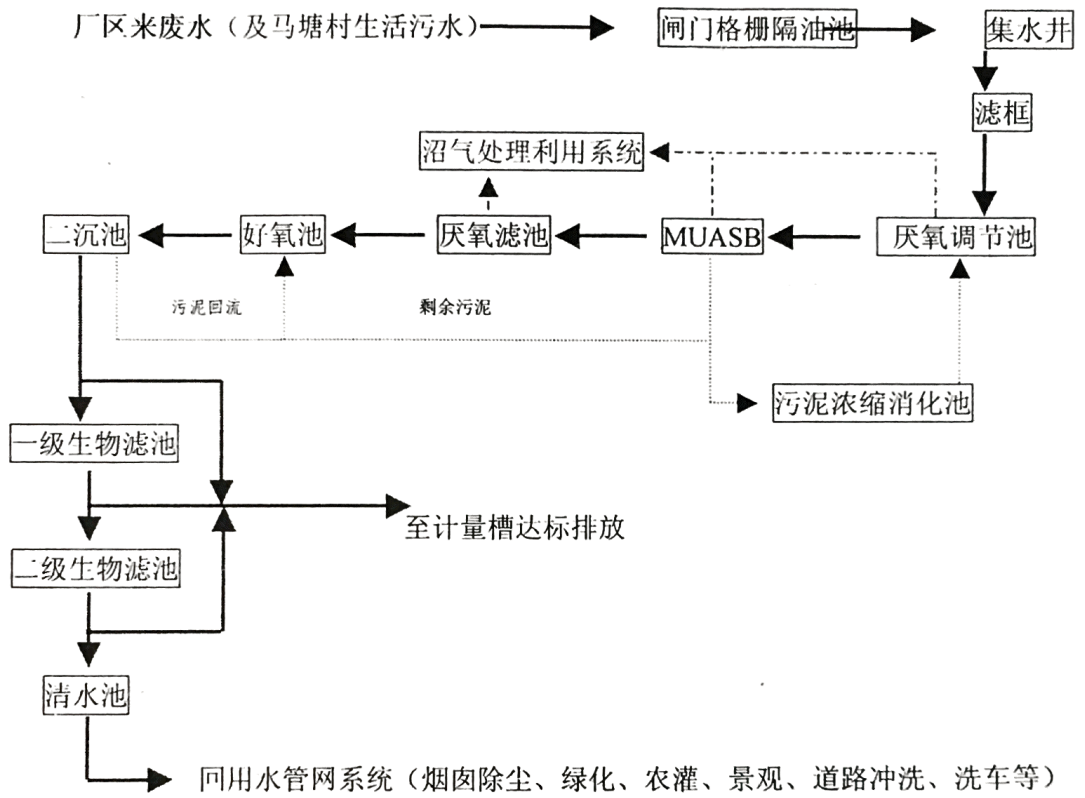 厂区来废水（及马塘村生活污水）
闸门格栅隔油池
集水井
滤框
沼气处理利用系统
二沉池
好氧池
厌氧滤池
MUASB
厌氧调节池
污泥回流
剩余污泥
污泥浓缩消化池
一级生物滤池
至计量槽达标排放
二级生物滤池
清水池
回用水管网系统（烟囱除尘、绿化、农灌、景观、道路冲洗、洗车等）